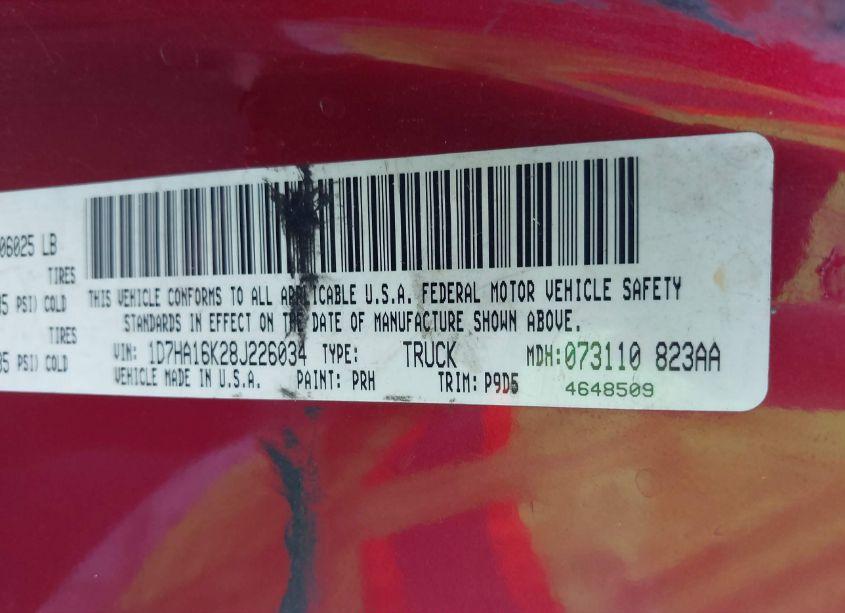 06025 LB
TIRES
05 PSI) COLD
TIRES
05 PSI) COLD
THIS VEHICLE CONFORMS TO ALL APPLICABLE U.S.A. FEDERAL MOTOR VEHICLE SAFETY
STANDARDS IN EFFECT ON THE DATE OF MANUFACTURE SHOWN ABOVE.
VIN: 1D7HA16K28J226034 TYPE: TRUCK MDH:073110 823AA
VEHICLE MADE IN U.S.A. PAINT: PRH TRIM: P9D5 4648509